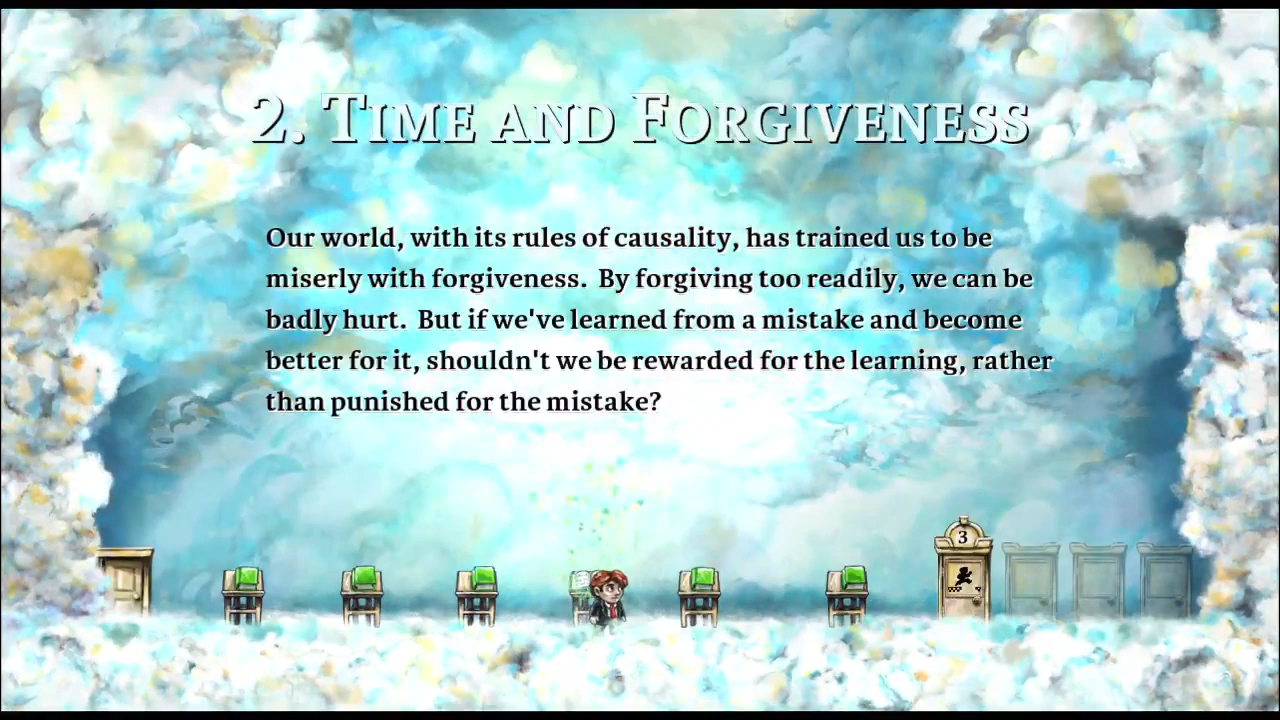 2. Time and Forgiveness
Our world, with its rules of causality, has trained us to be
miserly with forgiveness.  By forgiving too readily, we can be
badly hurt.  But if we've learned from a mistake and become
better for it, shouldn't we be rewarded for the learning, rather
than punished for the mistake?
3